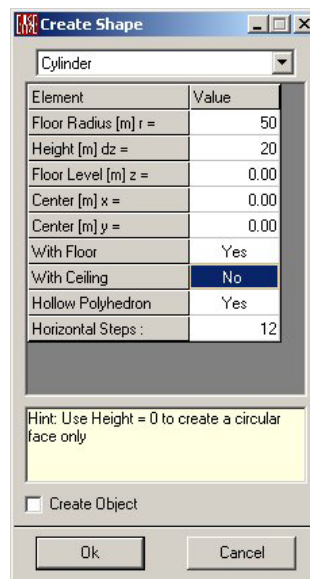 EASE Create Shape
Cylinder
Element Value
Floor Radius [m] r = 50
Height [m] dz = 20
Floor Level [m] z = 0.00
Center [m] x = 0.00
Center [m] y = 0.00
With Floor Yes
With Ceiling No
Hollow Polyhedron Yes
Horizontal Steps : 12
Hint: Use Height = 0 to create a circular
face only
Create Object
Ok Cancel